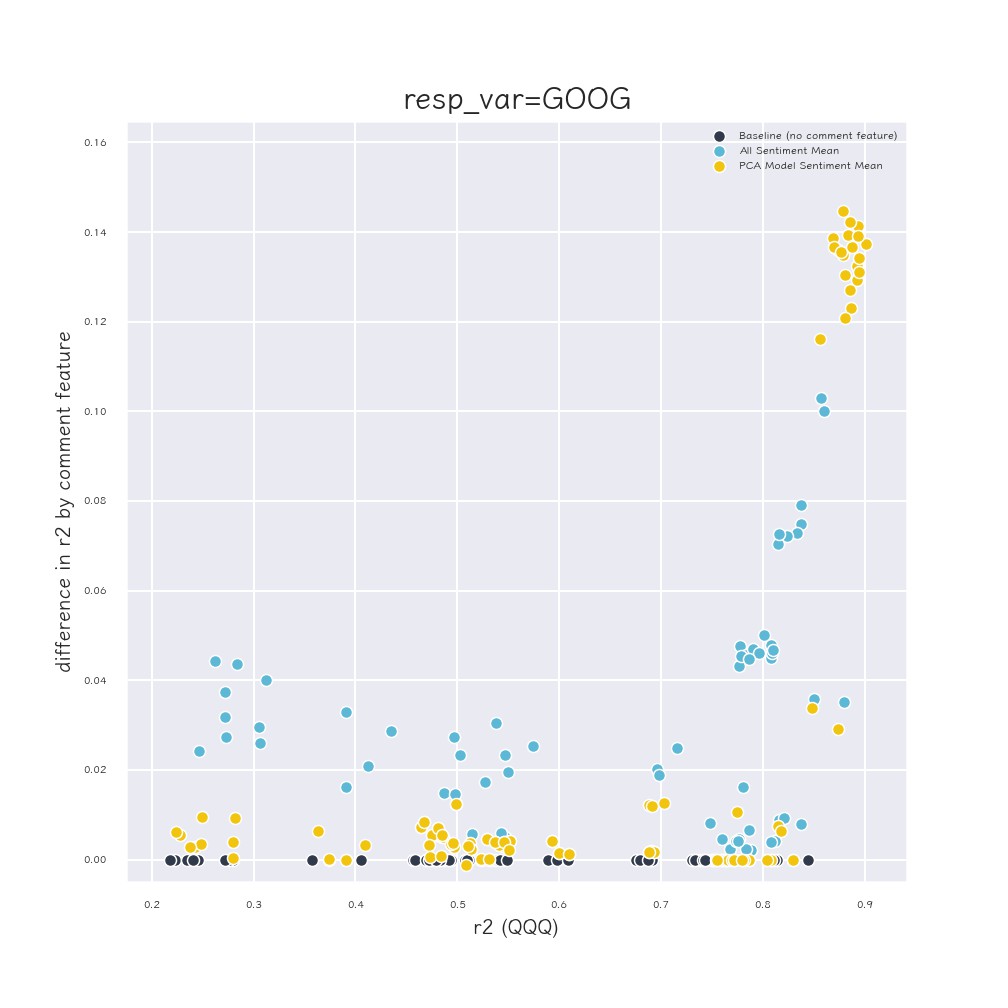 resp_var=GOOG
Baseline (no comment feature)
All Sentiment Mean
PCA Model Sentiment Mean
0.16
0.14
0.12
0.10
0.08
0.06
0.04
0.02
0.00
difference in r2 by comment feature
0.2 0.3 0.4 0.5 0.6 0.7 0.8 0.9
r2 (QQQ)